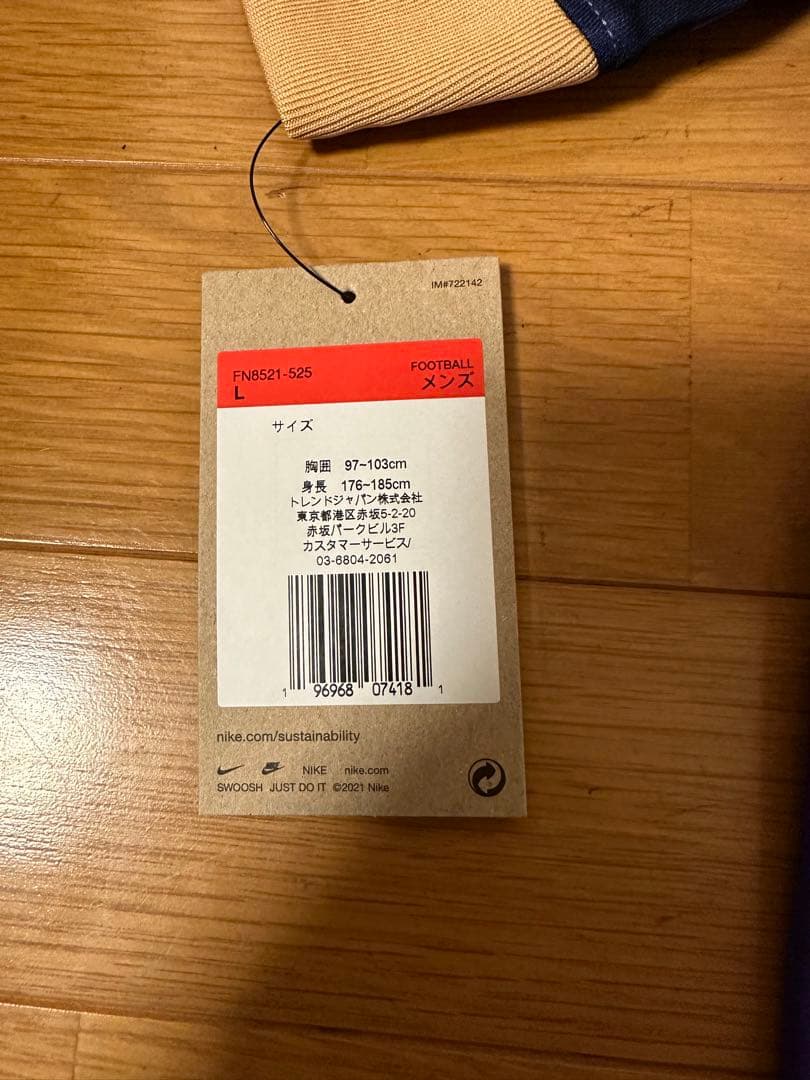 IM#722142
FN8521-525
FOOTBALL
L
メンズ
サイズ
胸囲 97~103cm
身長 176~185cm
トレンドジャパン株式会社
東京都港区赤坂5-2-20
赤坂パークビル3F
カスタマーサービス/
03-6804-2061
1 96968 07418 1
nike.com/sustainability
NIKE nike.com
SWOOSH JUST DO IT ©2021 Nike